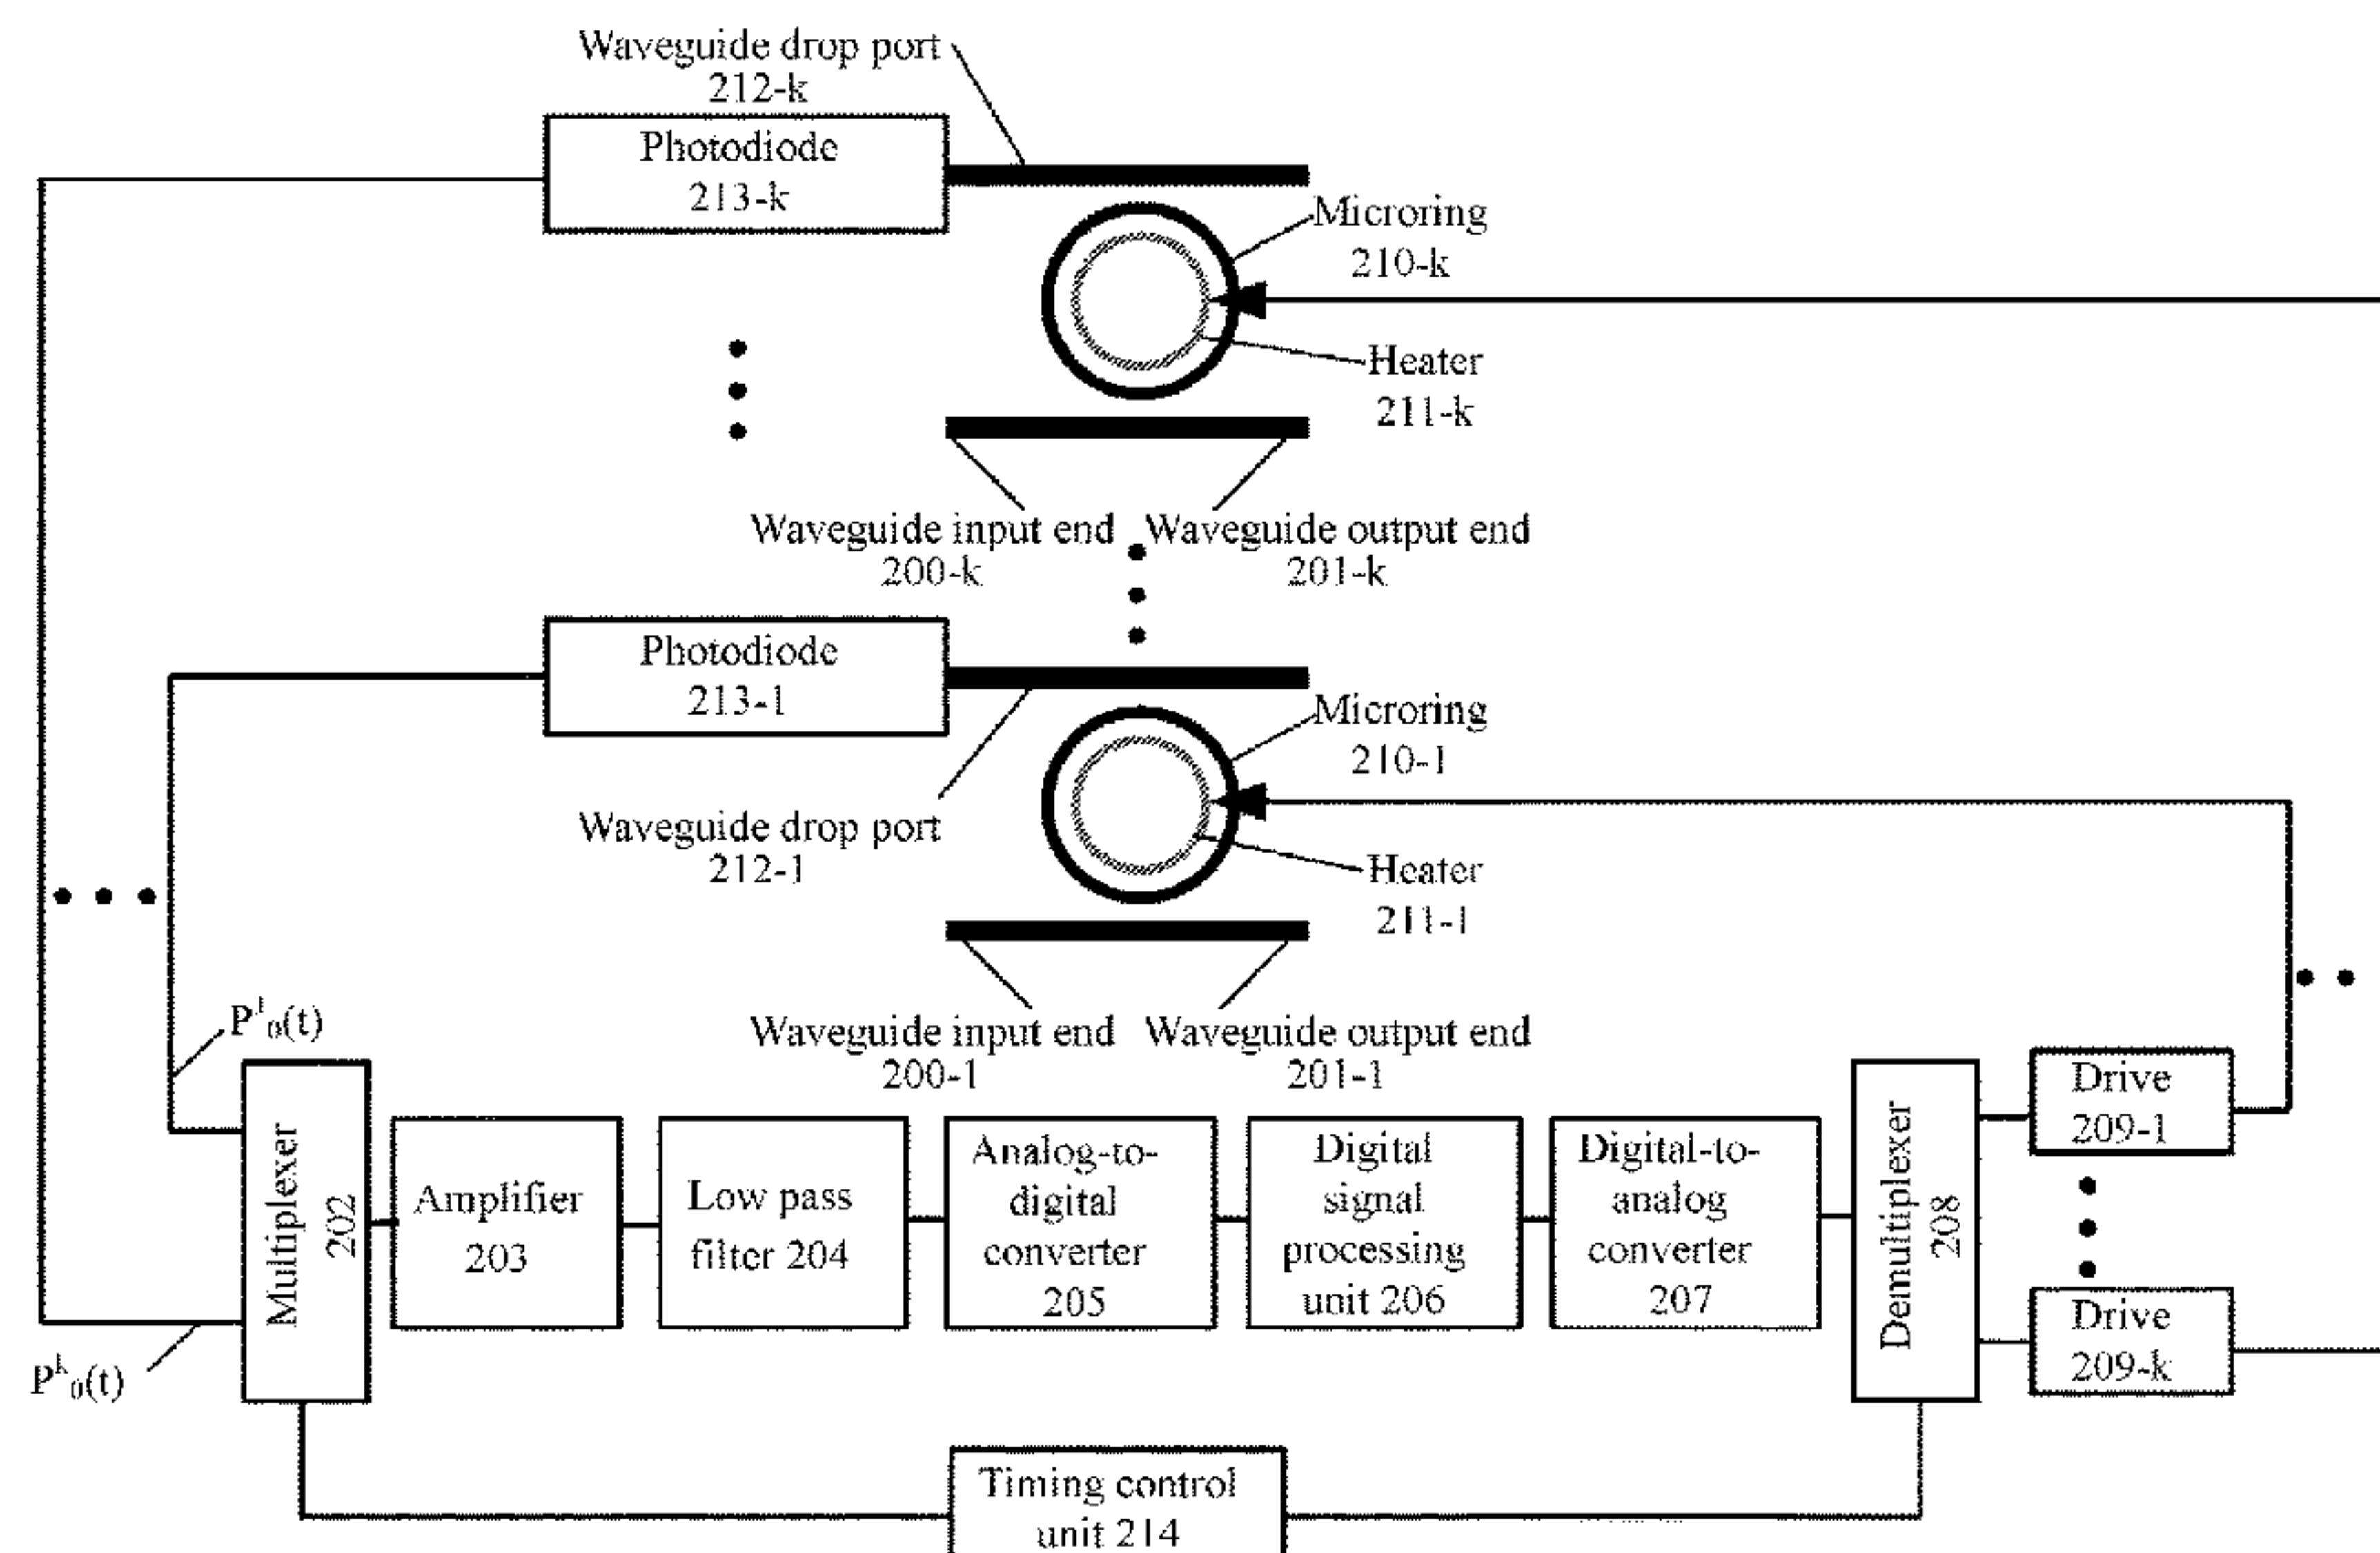 Waveguide drop port
212-k
Photodiode
213-k
Microring
210-k
Heater
211-k
Waveguide input end
200-k
Waveguide output end
201-k
Photodiode
213-1
Microring
210-1
Waveguide drop port
212-1
Heater
211-1
Waveguide input end
200-1
Waveguide output end
201-1
P¹₀(t)
Pᵏ₀(t)
Multiplexer
202
Amplifier
203
Low pass
filter 204
Analog-to-
digital
converter
205
Digital
signal
processing
unit 206
Digital-to-
analog
converter
207
Demultiplexer
208
Drive
209-1
Drive
209-k
Timing control
unit 214